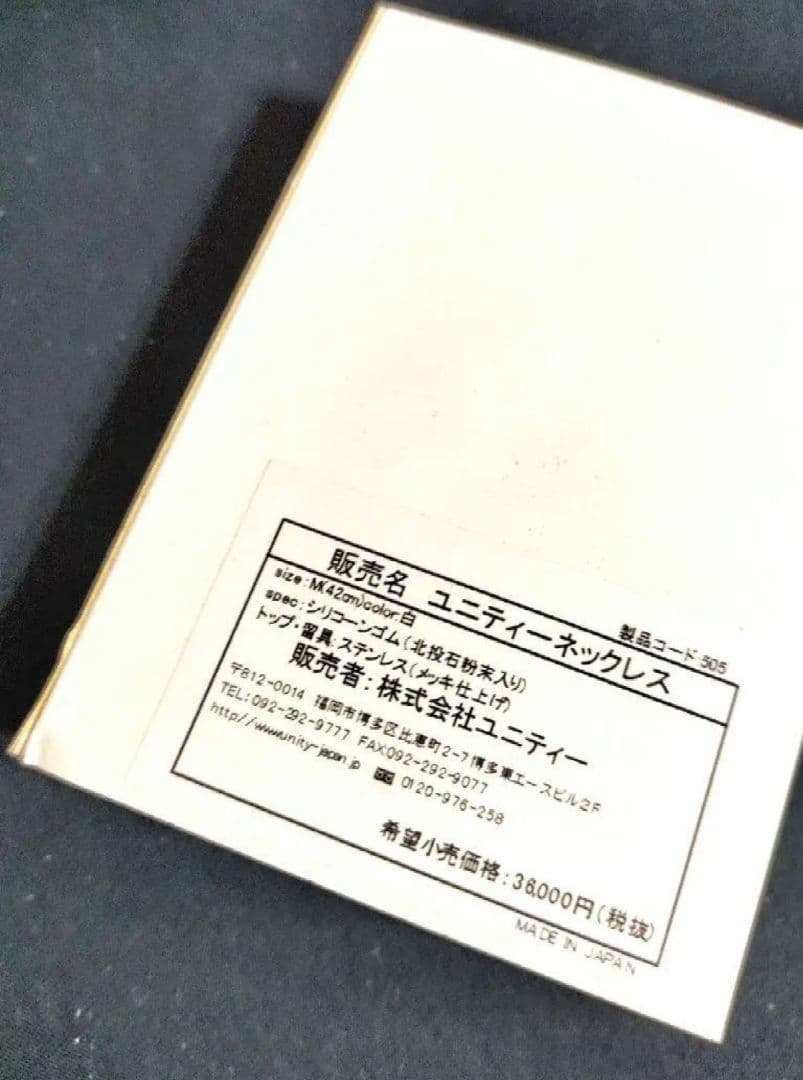 製品コード:505
販売名 ユニティーネックレス
size:M(42cm)color:白
spec:シリコーンゴム(北投石粉末入り)
トップ・留具:ステンレス(メッキ仕上げ)
販売者:株式会社ユニティー
〒812-0014 福岡市博多区比恵町2-7博多東エースビル2F
TEL:092-292-9777 FAX:092-292-9077
http//www.unity-japan.jp 0120-976-258
希望小売価格:36,000円(税抜)
MADE IN JAPAN